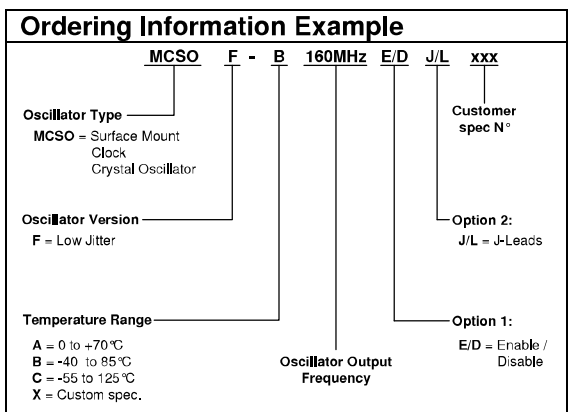 Ordering Information Example
MCSO F - B 160MHz E/D J/L xxx
Oscillator Type
MCSO = Surface Mount
Clock
Crystal Oscillator
Customer
spec N°
Oscillator Version
F = Low Jitter
Option 2:
J/L = J-Leads
Temperature Range
A = 0 to +70°C
B = -40 to 85°C
C = -55 to 125°C
X = Custom spec.
Oscillator Output
Frequency
Option 1:
E/D = Enable /
Disable